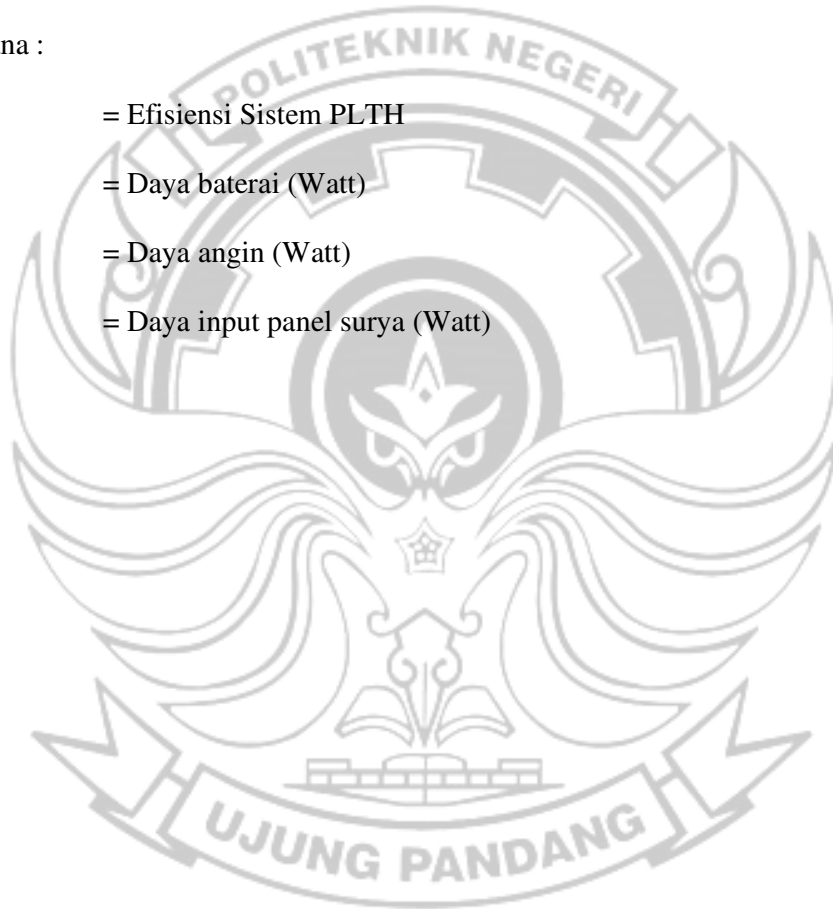 na :
POLITEKNIK NEGERI
= Efisiensi Sistem PLTH
= Daya baterai (Watt)
= Daya angin (Watt)
= Daya input panel surya (Watt)
UJUNG PANDANG